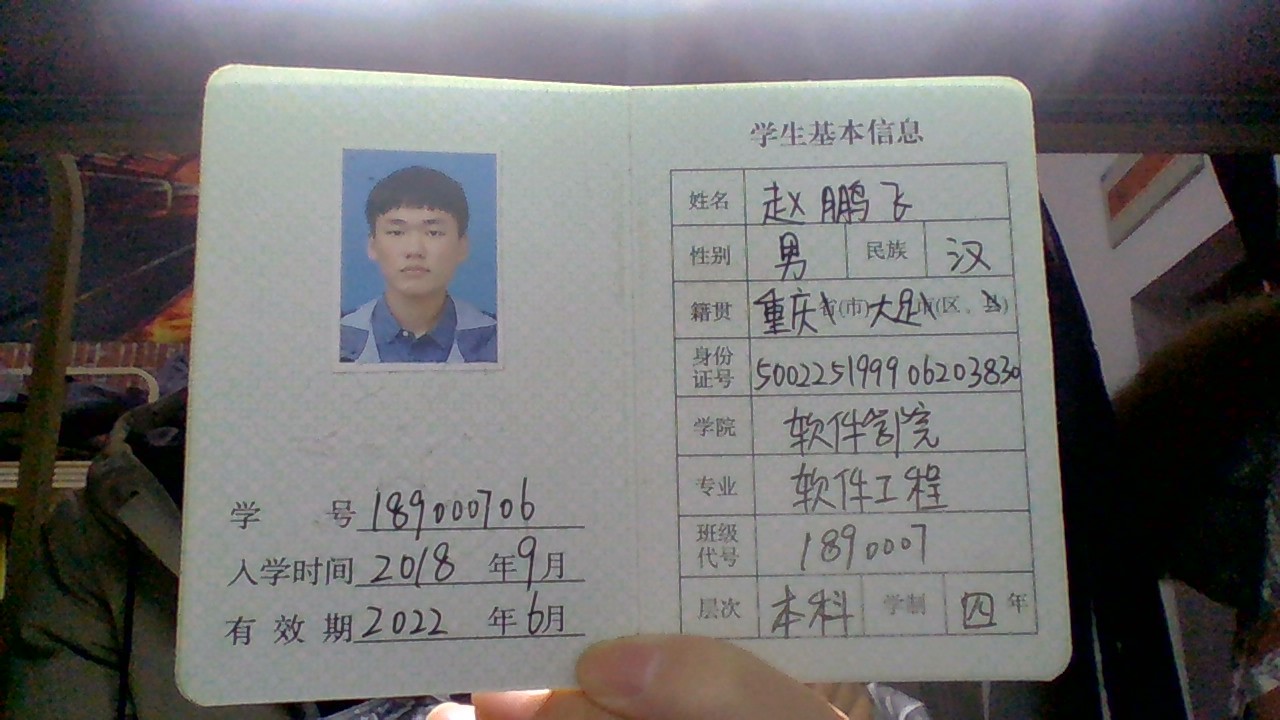 学号 189000706
入学时间 2018 年 9 月
有效期 2022 年 6 月
学生基本信息
姓名 赵鹏飞
性别 男 民族 汉
籍贯 重庆省(市)大足市(区、县)
身份证号 500225199906203830
学院 软件学院
专业 软件工程
班级代号 1890007
层次 本科 学制 四年